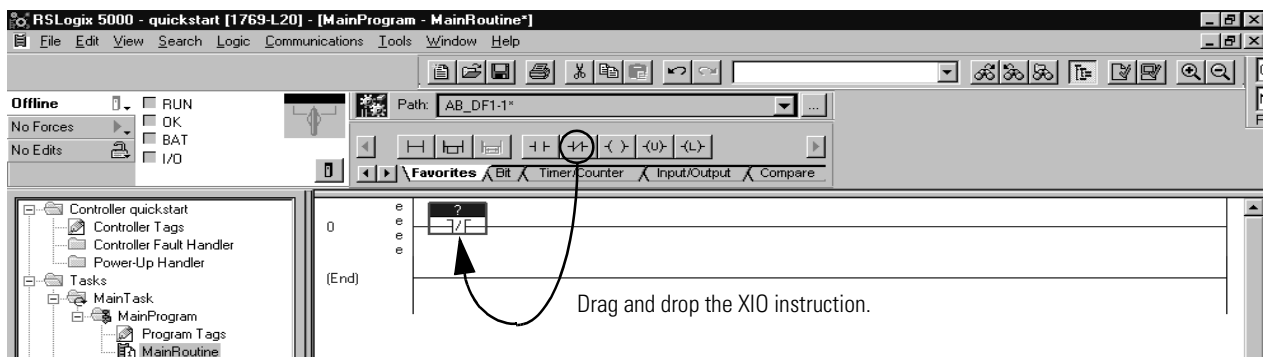 RSLogix 5000 - quickstart [1769-L20] - [MainProgram - MainRoutine*]
File Edit View Search Logic Communications Tools Window Help
Offline
RUN
No Forces
OK
No Edits
BAT
I/O
Path: AB_DF1-1*
...
Favorites Bit Timer/Counter Input/Output Compare
Controller quickstart
Controller Tags
Controller Fault Handler
Power-Up Handler
Tasks
MainTask
MainProgram
Program Tags
MainRoutine
0
e
e
e
e
?
(End)
Drag and drop the XIO instruction.